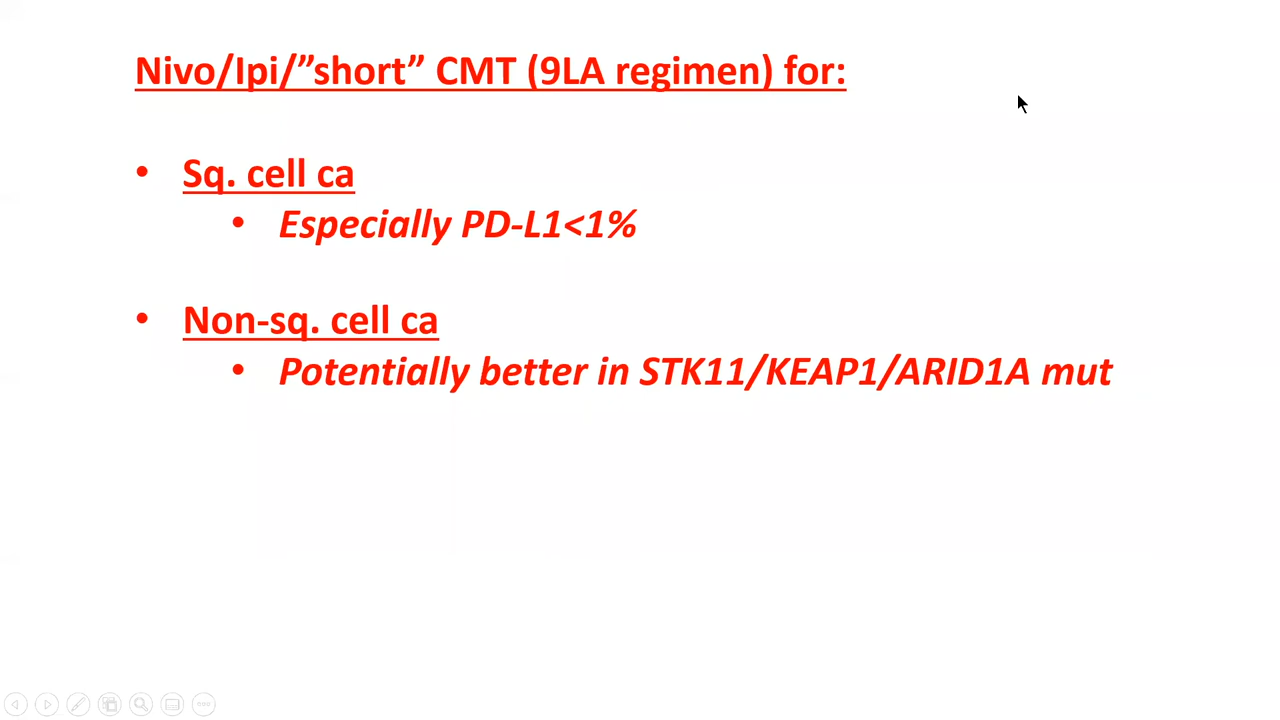 Nivo/Ipi/”short” CMT (9LA regimen) for:
• Sq. cell ca
• Especially PD-L1<1%
• Non-sq. cell ca
• Potentially better in STK11/KEAP1/ARID1A mut